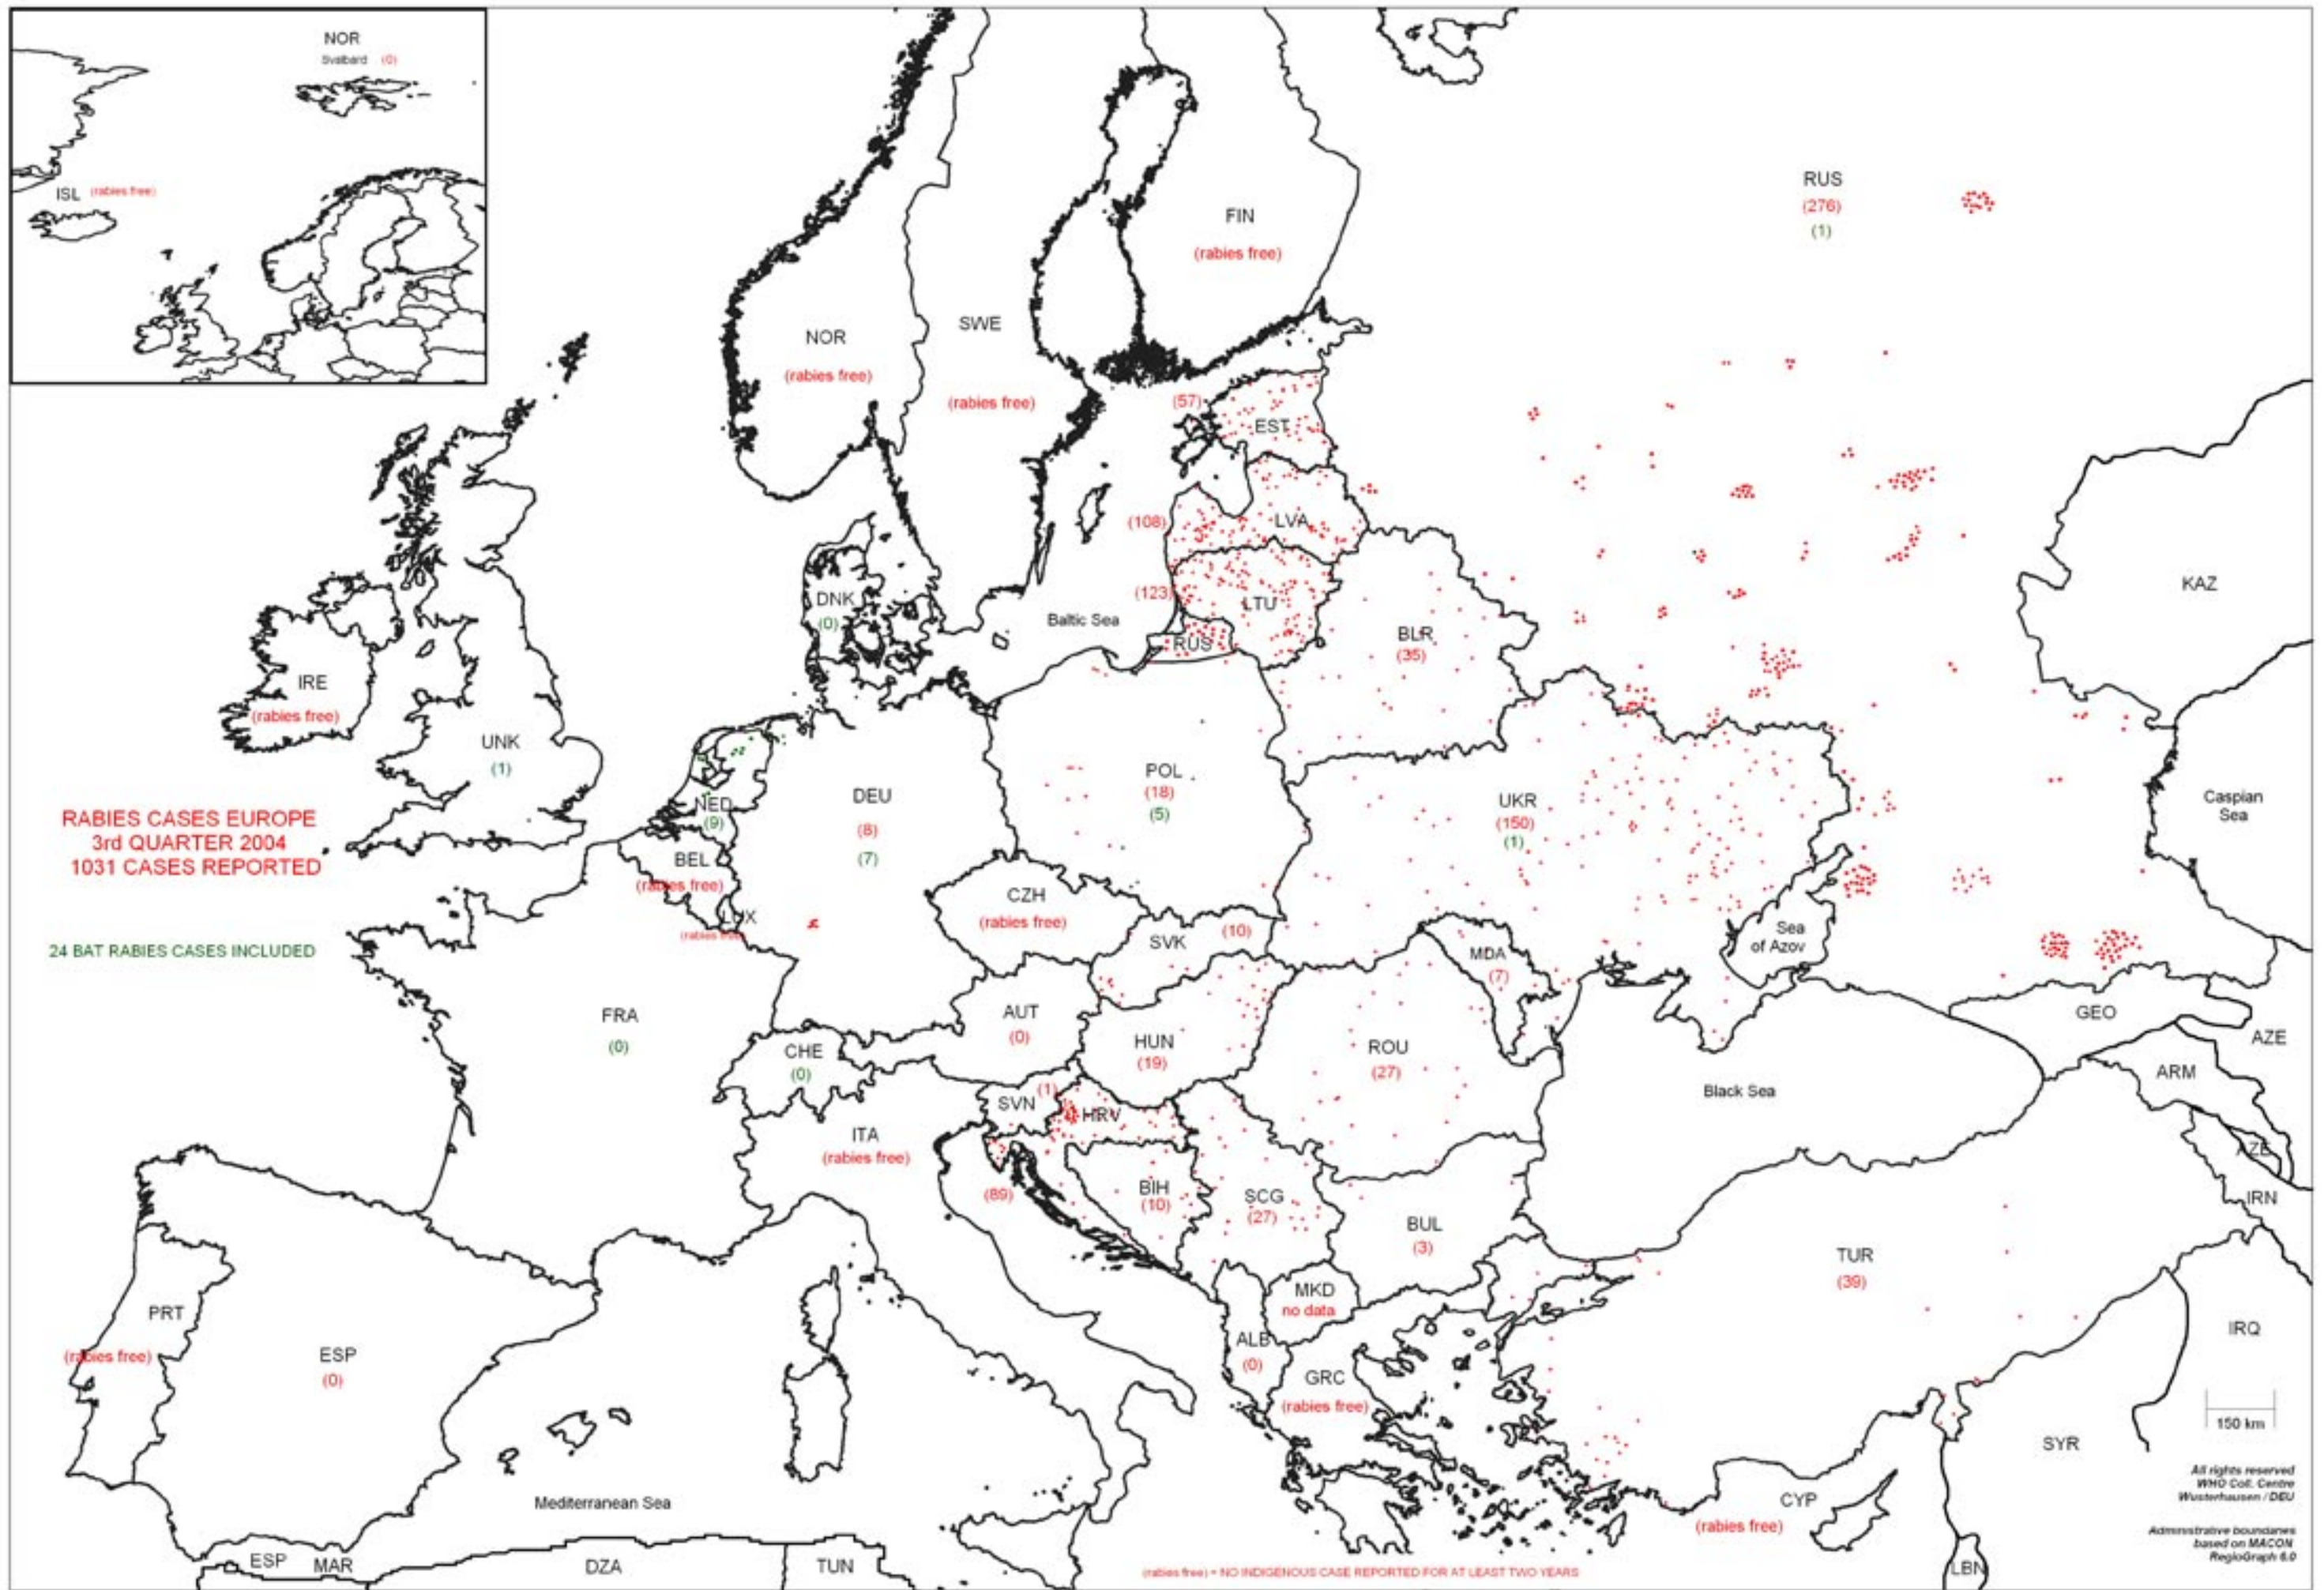 NOR
Svalbard (0)
ISL (rabies free)
RUS
(276)
(1)
FIN
(rabies free)
NOR
(rabies free)
SWE
(rabies free)
(57)
EST
(108)
LVA
(123)
LTU
RUS
Baltic Sea
DNK
(0)
BLR
(35)
KAZ
IRE
(rabies free)
UNK
(1)
RABIES CASES EUROPE
3rd QUARTER 2004
1031 CASES REPORTED
24 BAT RABIES CASES INCLUDED
NED
(9)
BEL
(rabies free)
LUX
(rabies free)
DEU
(8)
(7)
POL
(18)
(5)
UKR
(150)
(1)
Caspian
Sea
CZH
(rabies free)
SVK
(10)
MDA
(7)
Sea
of Azov
FRA
(0)
CHE
(0)
AUT
(0)
HUN
(19)
ROU
(27)
GEO
AZE
ARM
AZE
IRN
Black Sea
SVN
(1)
HRV
(89)
ITA
(rabies free)
BIH
(10)
SCG
(27)
BUL
(3)
TUR
(39)
MKD
no data
ALB
(0)
GRC
(rabies free)
PRT
(rabies free)
ESP
(0)
IRQ
SYR
150 km
Mediterranean Sea
CYP
(rabies free)
All rights reserved
WHO Coll. Centre
Wusterhausen / DEU
Administrative boundaries
based on MACON
RegioGraph 6.0
ESP
MAR
DZA
TUN
LBN
(rabies free) = NO INDIGENOUS CASE REPORTED FOR AT LEAST TWO YEARS